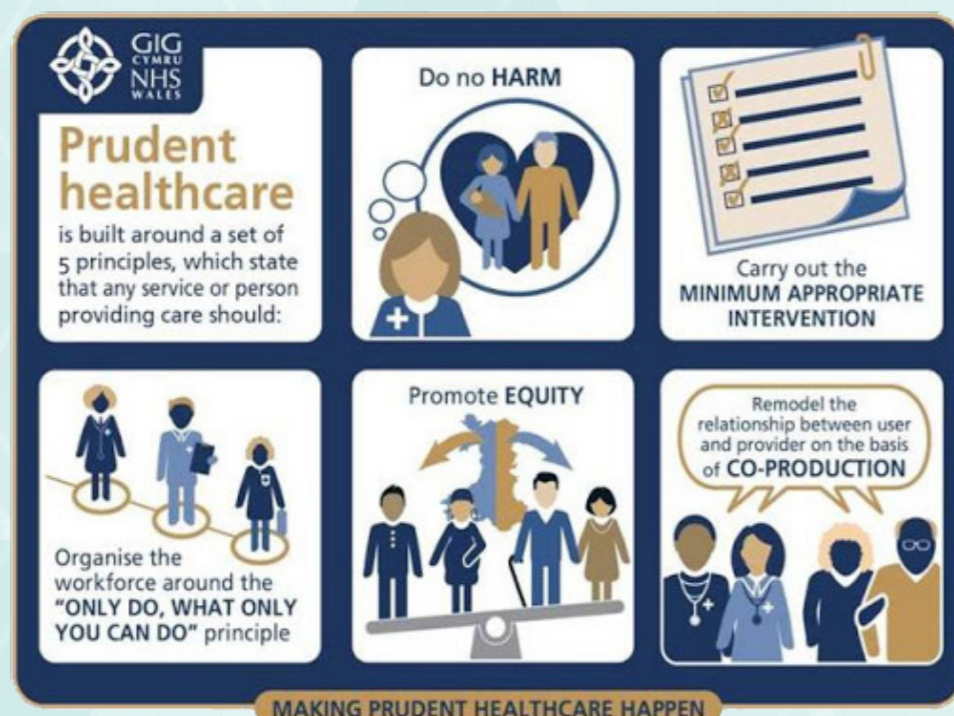 GIG
CYMRU
NHS
WALES
Prudent
healthcare
is built around a set of
5 principles, which state
that any service or person
providing care should:
Do no HARM
Carry out the
MINIMUM APPROPRIATE
INTERVENTION
Organise the
workforce around the
"ONLY DO, WHAT ONLY
YOU CAN DO" principle
Promote EQUITY
Remodel the
relationship between user
and provider on the basis
of CO-PRODUCTION
MAKING PRUDENT HEALTHCARE HAPPEN